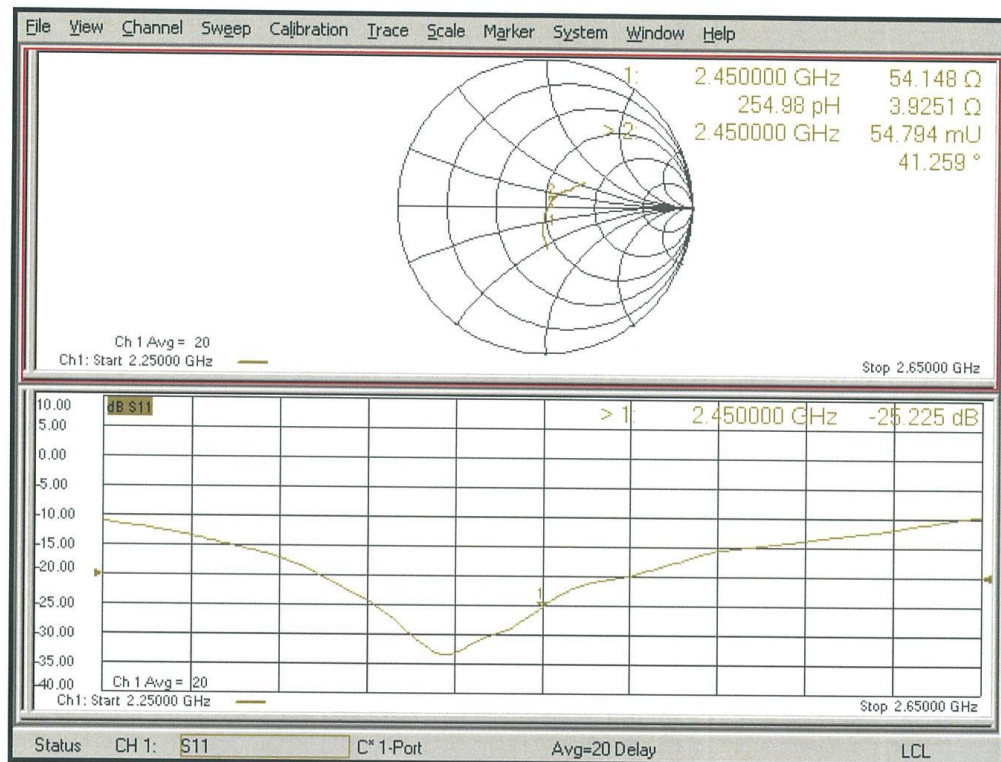 File View Channel Sweep Calibration Trace Scale Marker System Window Help
1: 2.450000 GHz 54.148 Ω
254.98 pH 3.9251 Ω
> 2: 2.450000 GHz 54.794 mU
41.259 °
2
1
Ch 1 Avg = 20
Ch1: Start 2.25000 GHz
Stop 2.65000 GHz
10.00
dB S11
> 1: 2.450000 GHz -25.225 dB
5.00
0.00
-5.00
-10.00
-15.00
-20.00
-25.00
1
-30.00
-35.00
-40.00
Ch 1 Avg = 20
Ch1: Start 2.25000 GHz
Stop 2.65000 GHz
Status CH 1: S11 C* 1-Port Avg=20 Delay LCL